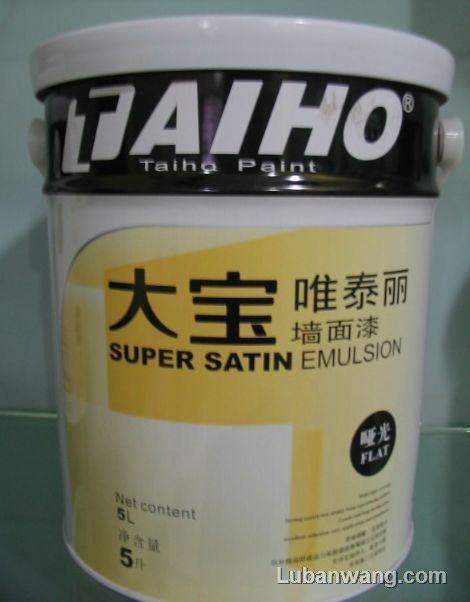 TAIHO®
Taiho Paint
大宝 唯泰丽
墙面漆
SUPER SATIN EMULSION
哑光
FLAT
Net content
5L
净含量
5升
Lubanwang.com